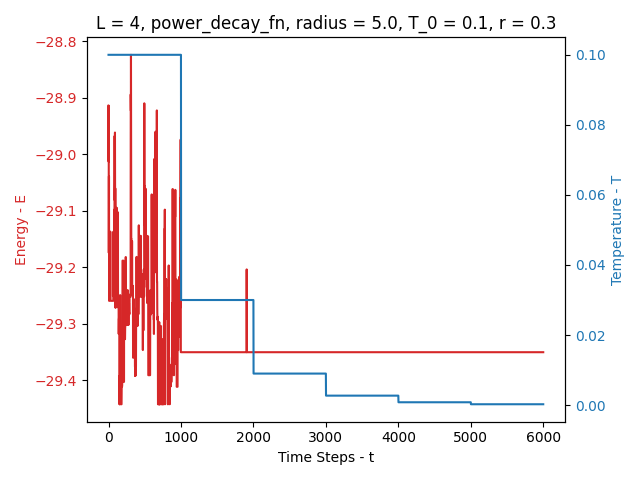 L = 4, power_decay_fn, radius = 5.0, T_0 = 0.1, r = 0.3
−28.8
−28.9
−29.0
−29.1
−29.2
−29.3
−29.4
Energy - E
0.10
0.08
0.06
0.04
0.02
0.00
Temperature - T
0 1000 2000 3000 4000 5000 6000
Time Steps - t